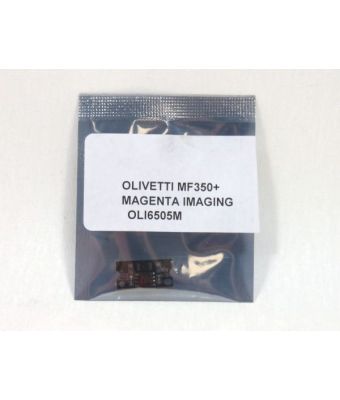 OLIVETTI MF350+
MAGENTA IMAGING
OLI6505M